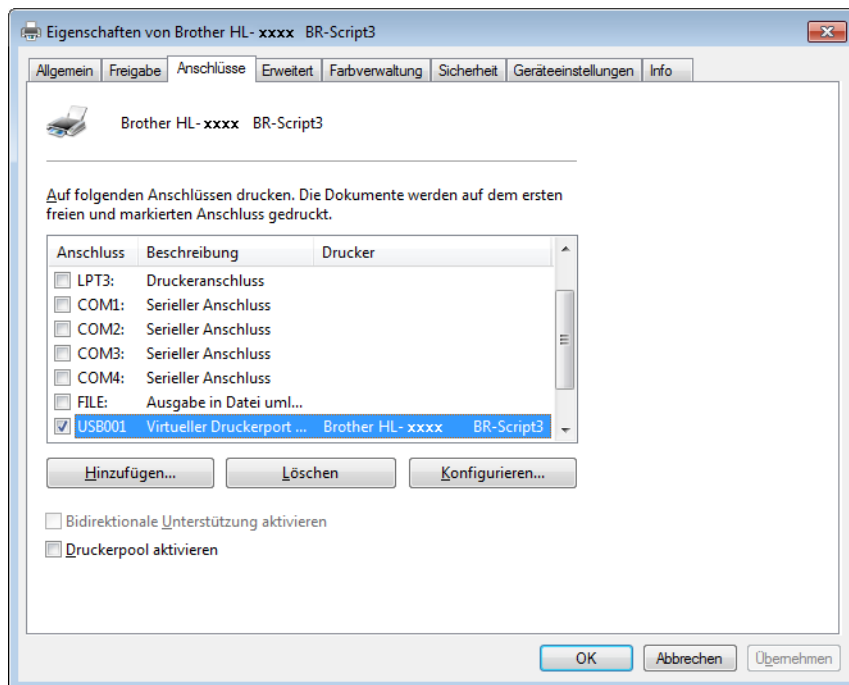 Eigenschaften von Brother HL- xxxx BR-Script3
Allgemein Freigabe Anschlüsse Erweitert Farbverwaltung Sicherheit Geräteeinstellungen Info
Brother HL- xxxx BR-Script3
Auf folgenden Anschlüssen drucken. Die Dokumente werden auf dem ersten
freien und markierten Anschluss gedruckt.
Anschluss Beschreibung Drucker
LPT3: Druckeranschluss
COM1: Serieller Anschluss
COM2: Serieller Anschluss
COM3: Serieller Anschluss
COM4: Serieller Anschluss
FILE: Ausgabe in Datei uml...
USB001 Virtueller Druckerport ... Brother HL- xxxx BR-Script3
Hinzufügen... Löschen Konfigurieren...
Bidirektionale Unterstützung aktivieren
Druckerpool aktivieren
OK Abbrechen Übernehmen